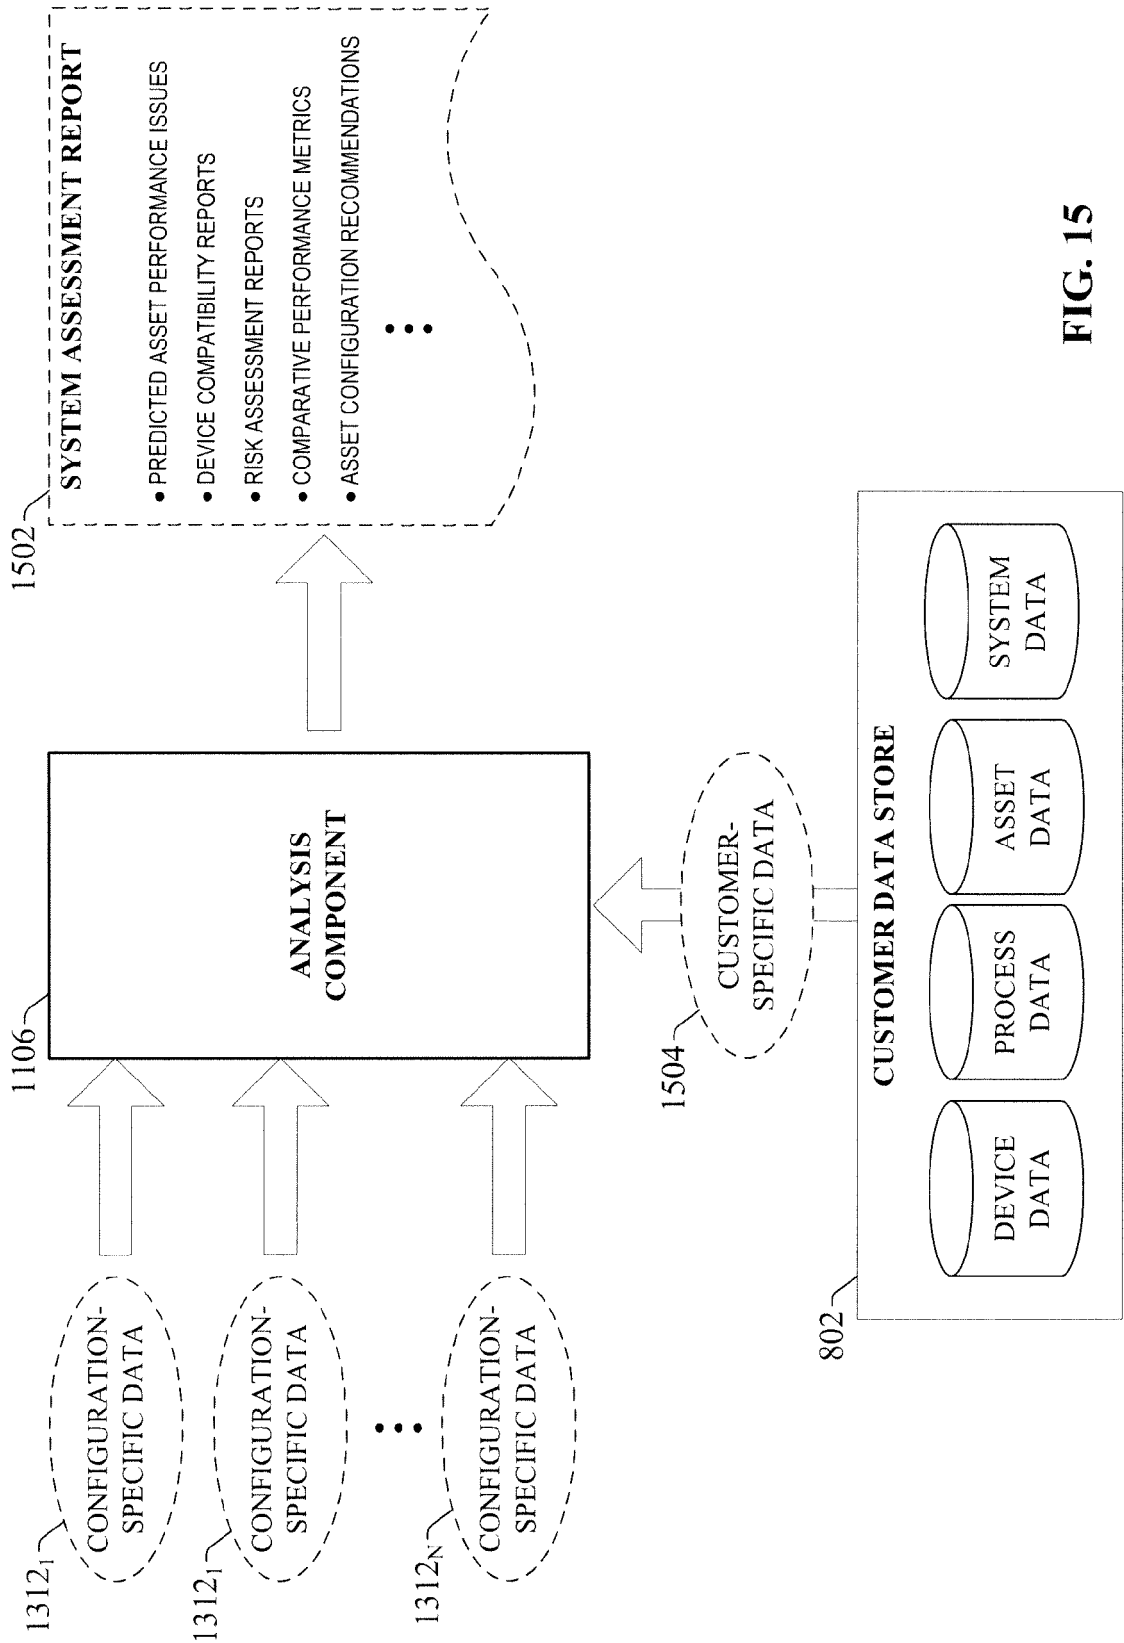 1312₁
CONFIGURATION-
SPECIFIC DATA
1312₁
CONFIGURATION-
SPECIFIC DATA
1312N
CONFIGURATION-
SPECIFIC DATA
1106
ANALYSIS
COMPONENT
1502
SYSTEM ASSESSMENT REPORT
• PREDICTED ASSET PERFORMANCE ISSUES
• DEVICE COMPATIBILITY REPORTS
• RISK ASSESSMENT REPORTS
• COMPARATIVE PERFORMANCE METRICS
• ASSET CONFIGURATION RECOMMENDATIONS
1504
CUSTOMER-
SPECIFIC DATA
802
CUSTOMER DATA STORE
DEVICE
DATA
PROCESS
DATA
ASSET
DATA
SYSTEM
DATA
FIG. 15